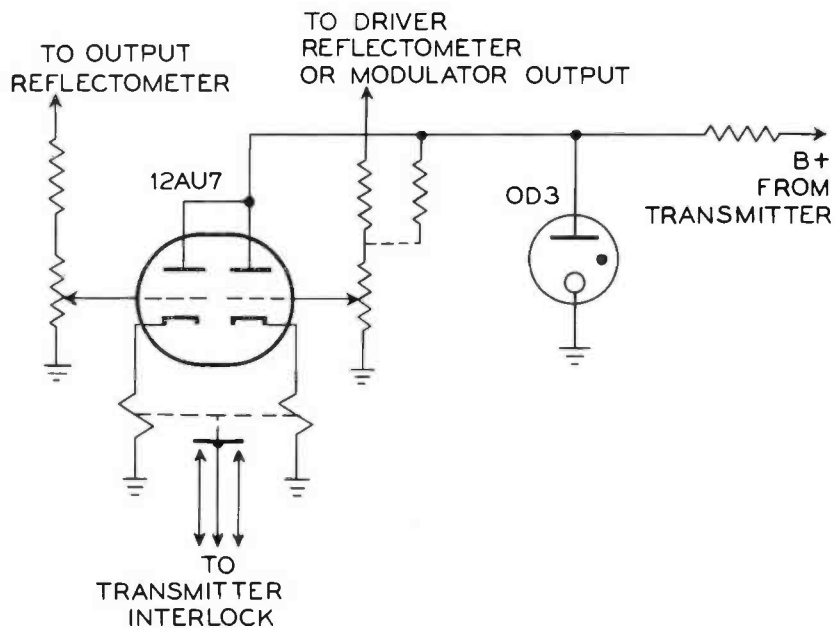 TO OUTPUT
REFLECTOMETER
TO DRIVER
REFLECTOMETER
OR MODULATOR OUTPUT
12AU7
OD3
B+
FROM
TRANSMITTER
TO
TRANSMITTER
INTERLOCK